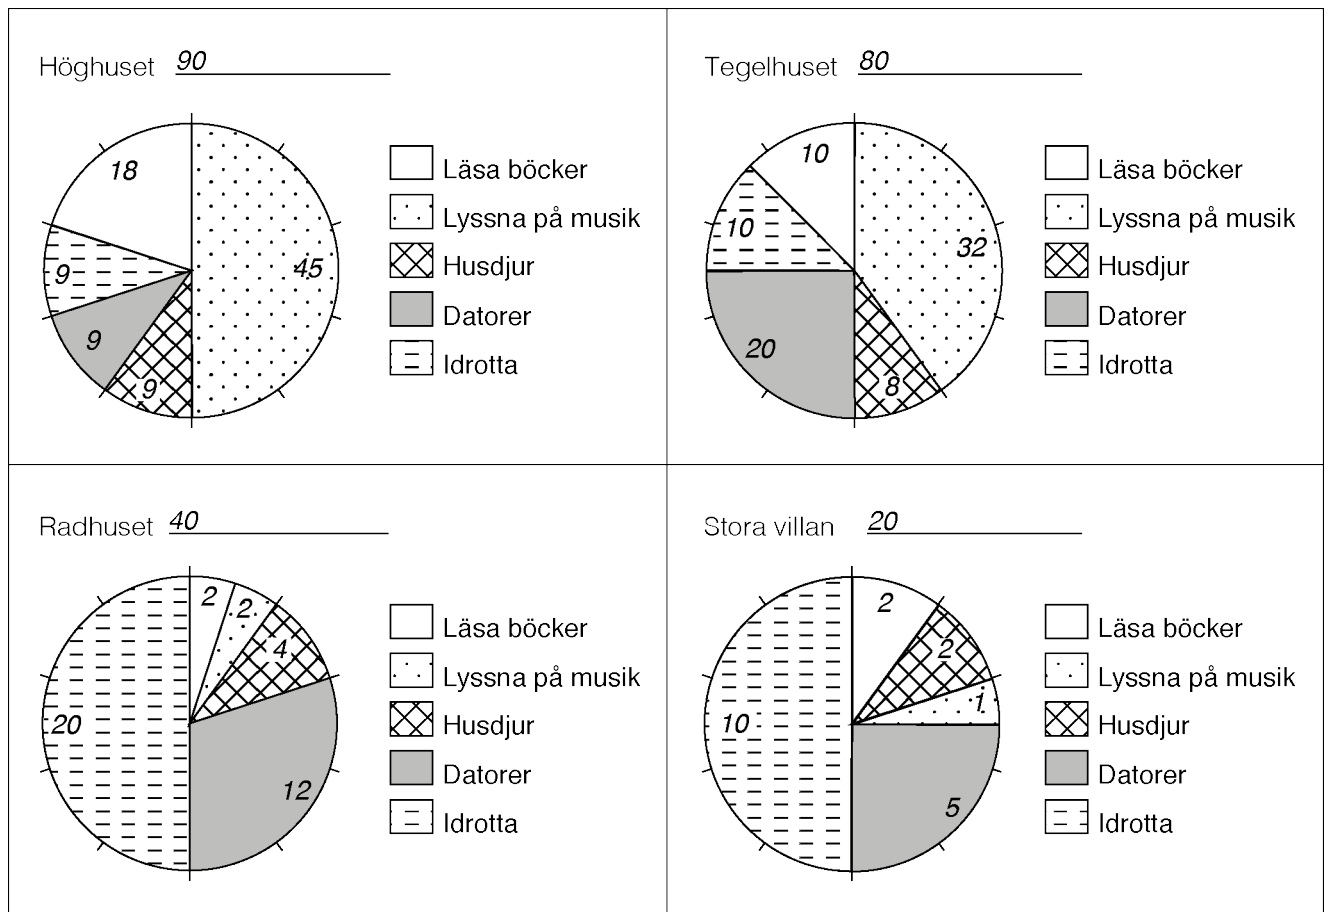 Höghuset 90
18
45
9
9
9
Läsa böcker
Lyssna på musik
Husdjur
Datorer
Idrotta
Tegelhuset 80
10
10
32
20
8
Läsa böcker
Lyssna på musik
Husdjur
Datorer
Idrotta
Radhuset 40
2
2
4
20
12
Läsa böcker
Lyssna på musik
Husdjur
Datorer
Idrotta
Stora villan 20
2
2
1
10
5
Läsa böcker
Lyssna på musik
Husdjur
Datorer
Idrotta